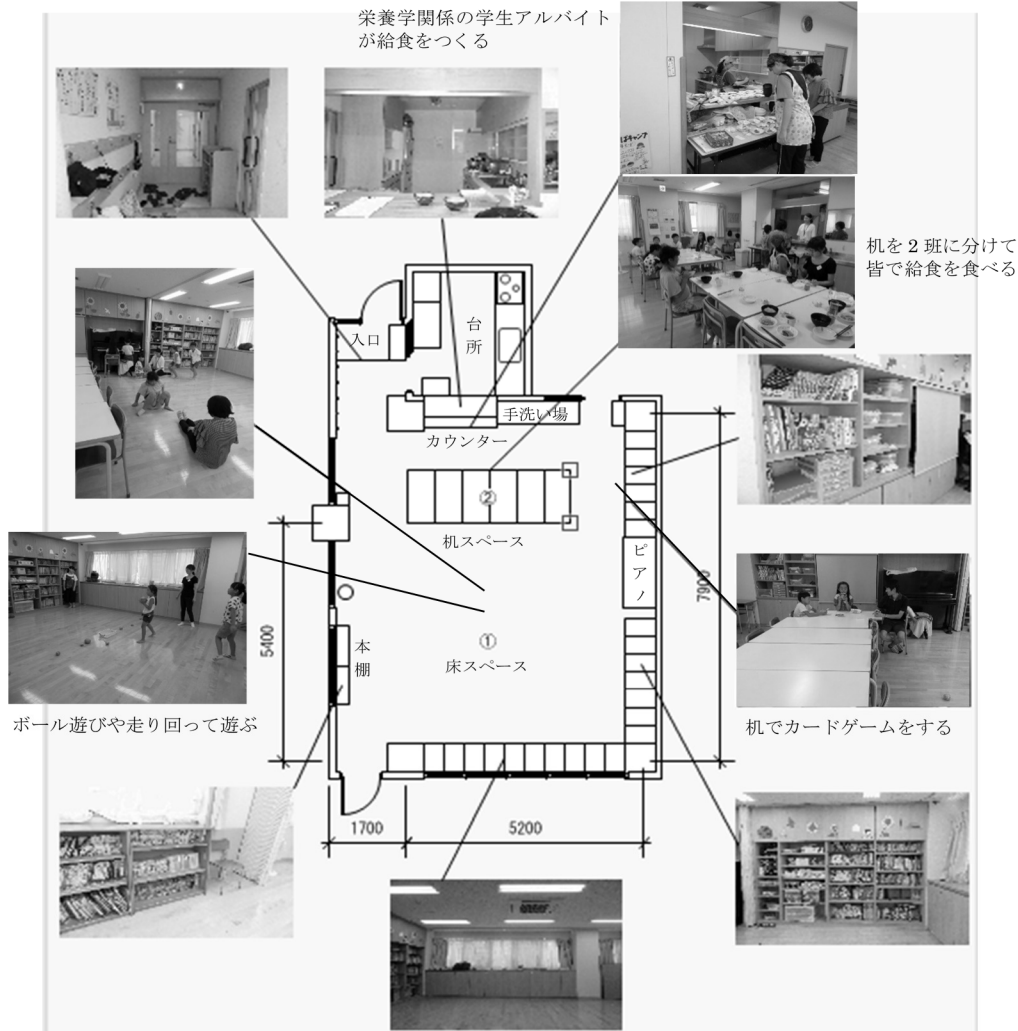 栄養学関係の学生アルバイト
が給食をつくる
机を2班に分けて
皆で給食を食べる
入口
台所
手洗い場
カウンター
②
机スペース
ピアノ
7900
①
床スペース
本棚
5400
ボール遊びや走り回って遊ぶ
机でカードゲームをする
1700
5200